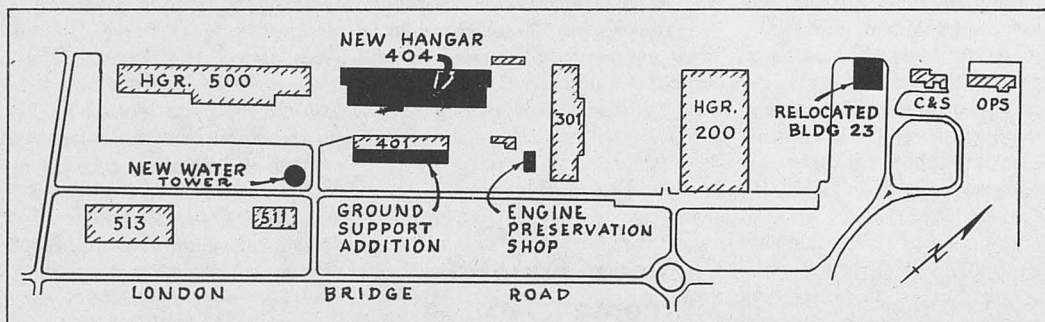 NEW HANGAR
404
HGR. 500
301
HGR.
200
RELOCATED
BLDG 23
C&S
OPS
401
NEW WATER
TOWER
513
511
GROUND
SUPPORT
ADDITION
ENGINE
PRESERVATION
SHOP
N
LONDON BRIDGE ROAD